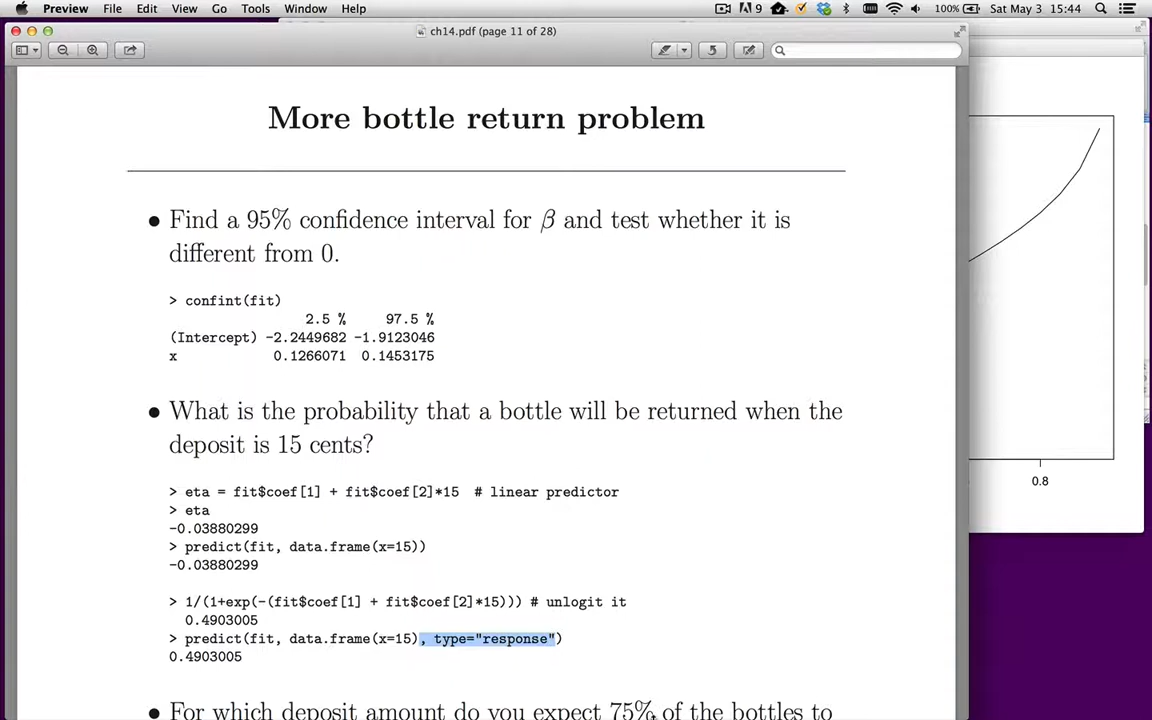 Preview File Edit View Go Tools Window Help 9 100% Sat May 3 15:44
ch14.pdf (page 11 of 28)
More bottle return problem
• Find a 95% confidence interval for β and test whether it is
different from 0.
> confint(fit)
2.5 % 97.5 %
(Intercept) -2.2449682 -1.9123046
x 0.1266071 0.1453175
• What is the probability that a bottle will be returned when the
deposit is 15 cents?
> eta = fit$coef[1] + fit$coef[2]*15 # linear predictor
> eta
-0.03880299
> predict(fit, data.frame(x=15))
-0.03880299
> 1/(1+exp(-(fit$coef[1] + fit$coef[2]*15))) # unlogit it
0.4903005
> predict(fit, data.frame(x=15), type="response")
0.4903005
• For which deposit amount do you expect 75% of the bottles to
0.8